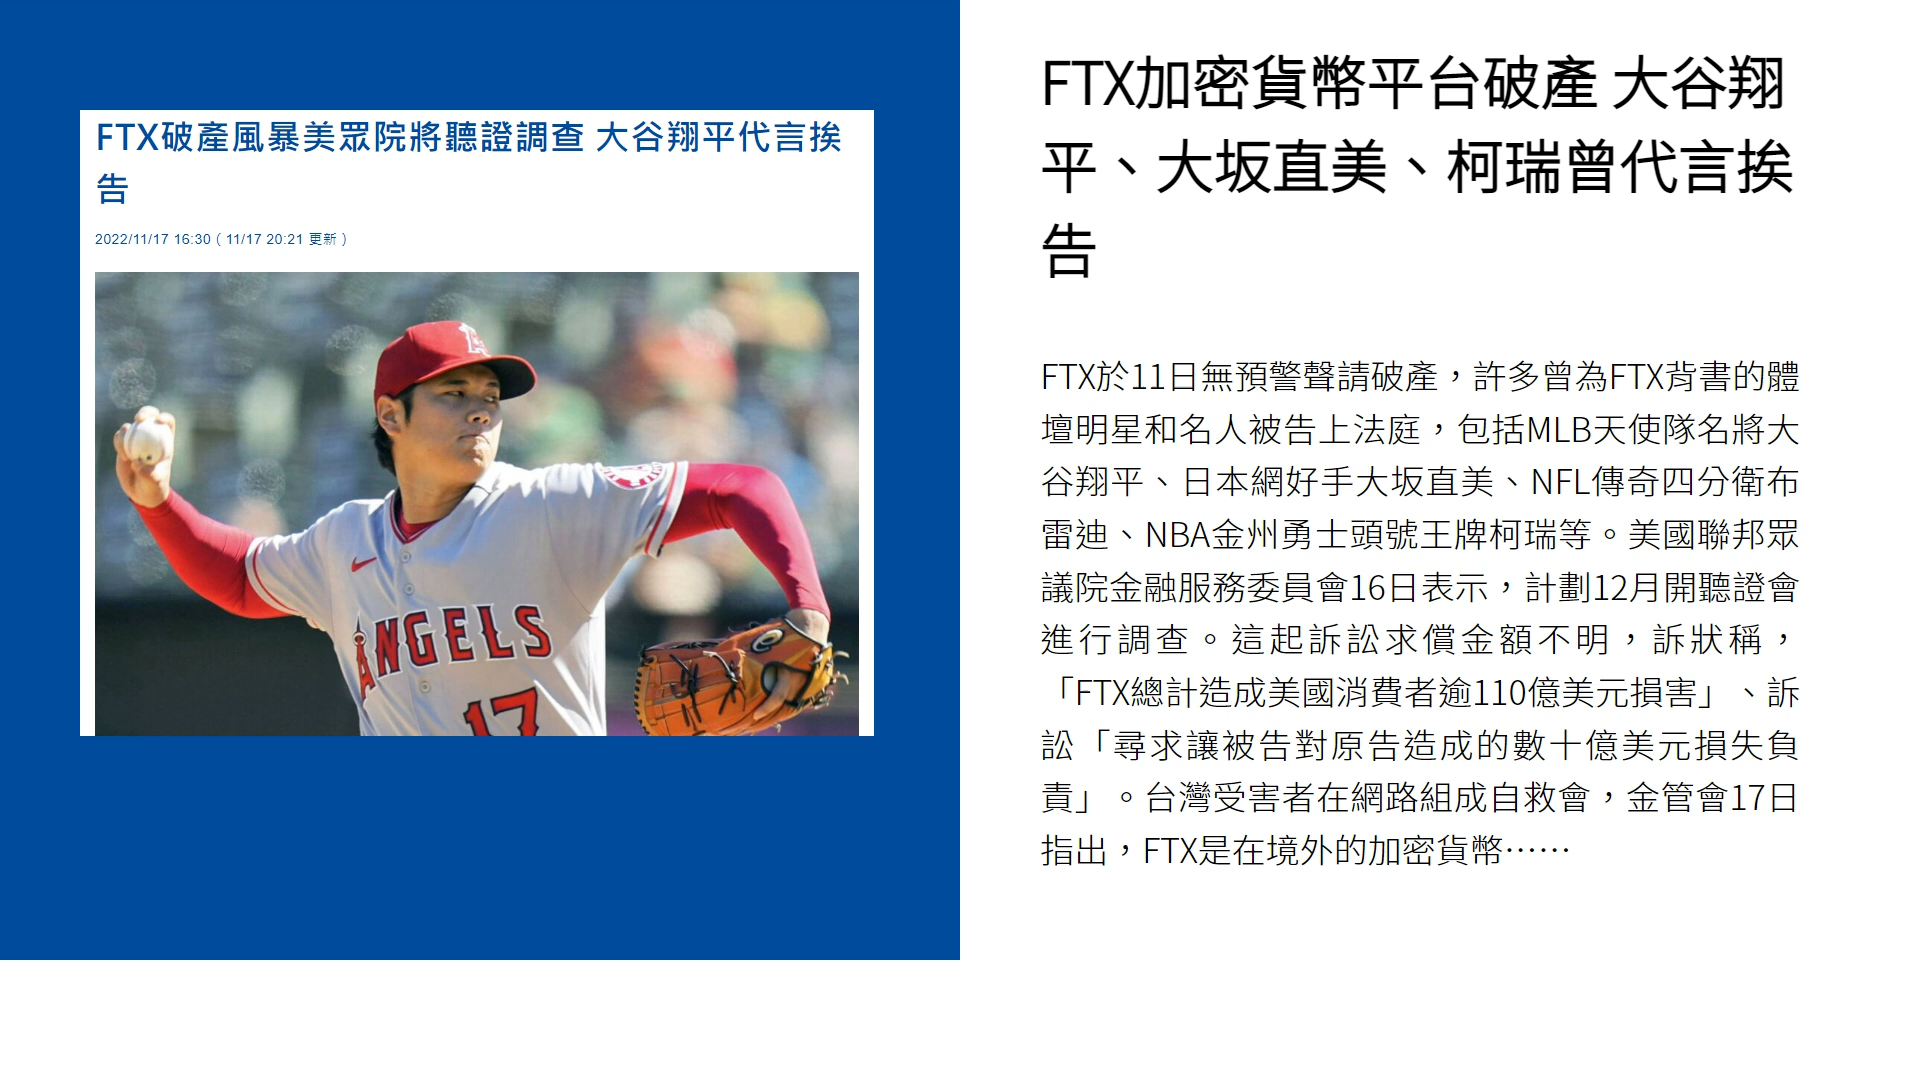 FTX破產風暴美眾院將聽證調查 大谷翔平代言挨
告
2022/11/17 16:30（11/17 20:21 更新）
ANGELS
17
FTX加密貨幣平台破產 大谷翔
平、大坂直美、柯瑞曾代言挨
告
FTX於11日無預警聲請破產，許多曾為FTX背書的體
壇明星和名人被告上法庭，包括MLB天使隊名將大
谷翔平、日本網好手大坂直美、NFL傳奇四分衛布
雷迪、NBA金州勇士頭號王牌柯瑞等。美國聯邦眾
議院金融服務委員會16日表示，計劃12月開聽證會
進行調查。這起訴訟求償金額不明，訴狀稱，
「FTX總計造成美國消費者逾110億美元損害」、訴
訟「尋求讓被告對原告造成的數十億美元損失負
責」。台灣受害者在網路組成自救會，金管會17日
指出，FTX是在境外的加密貨幣⋯⋯